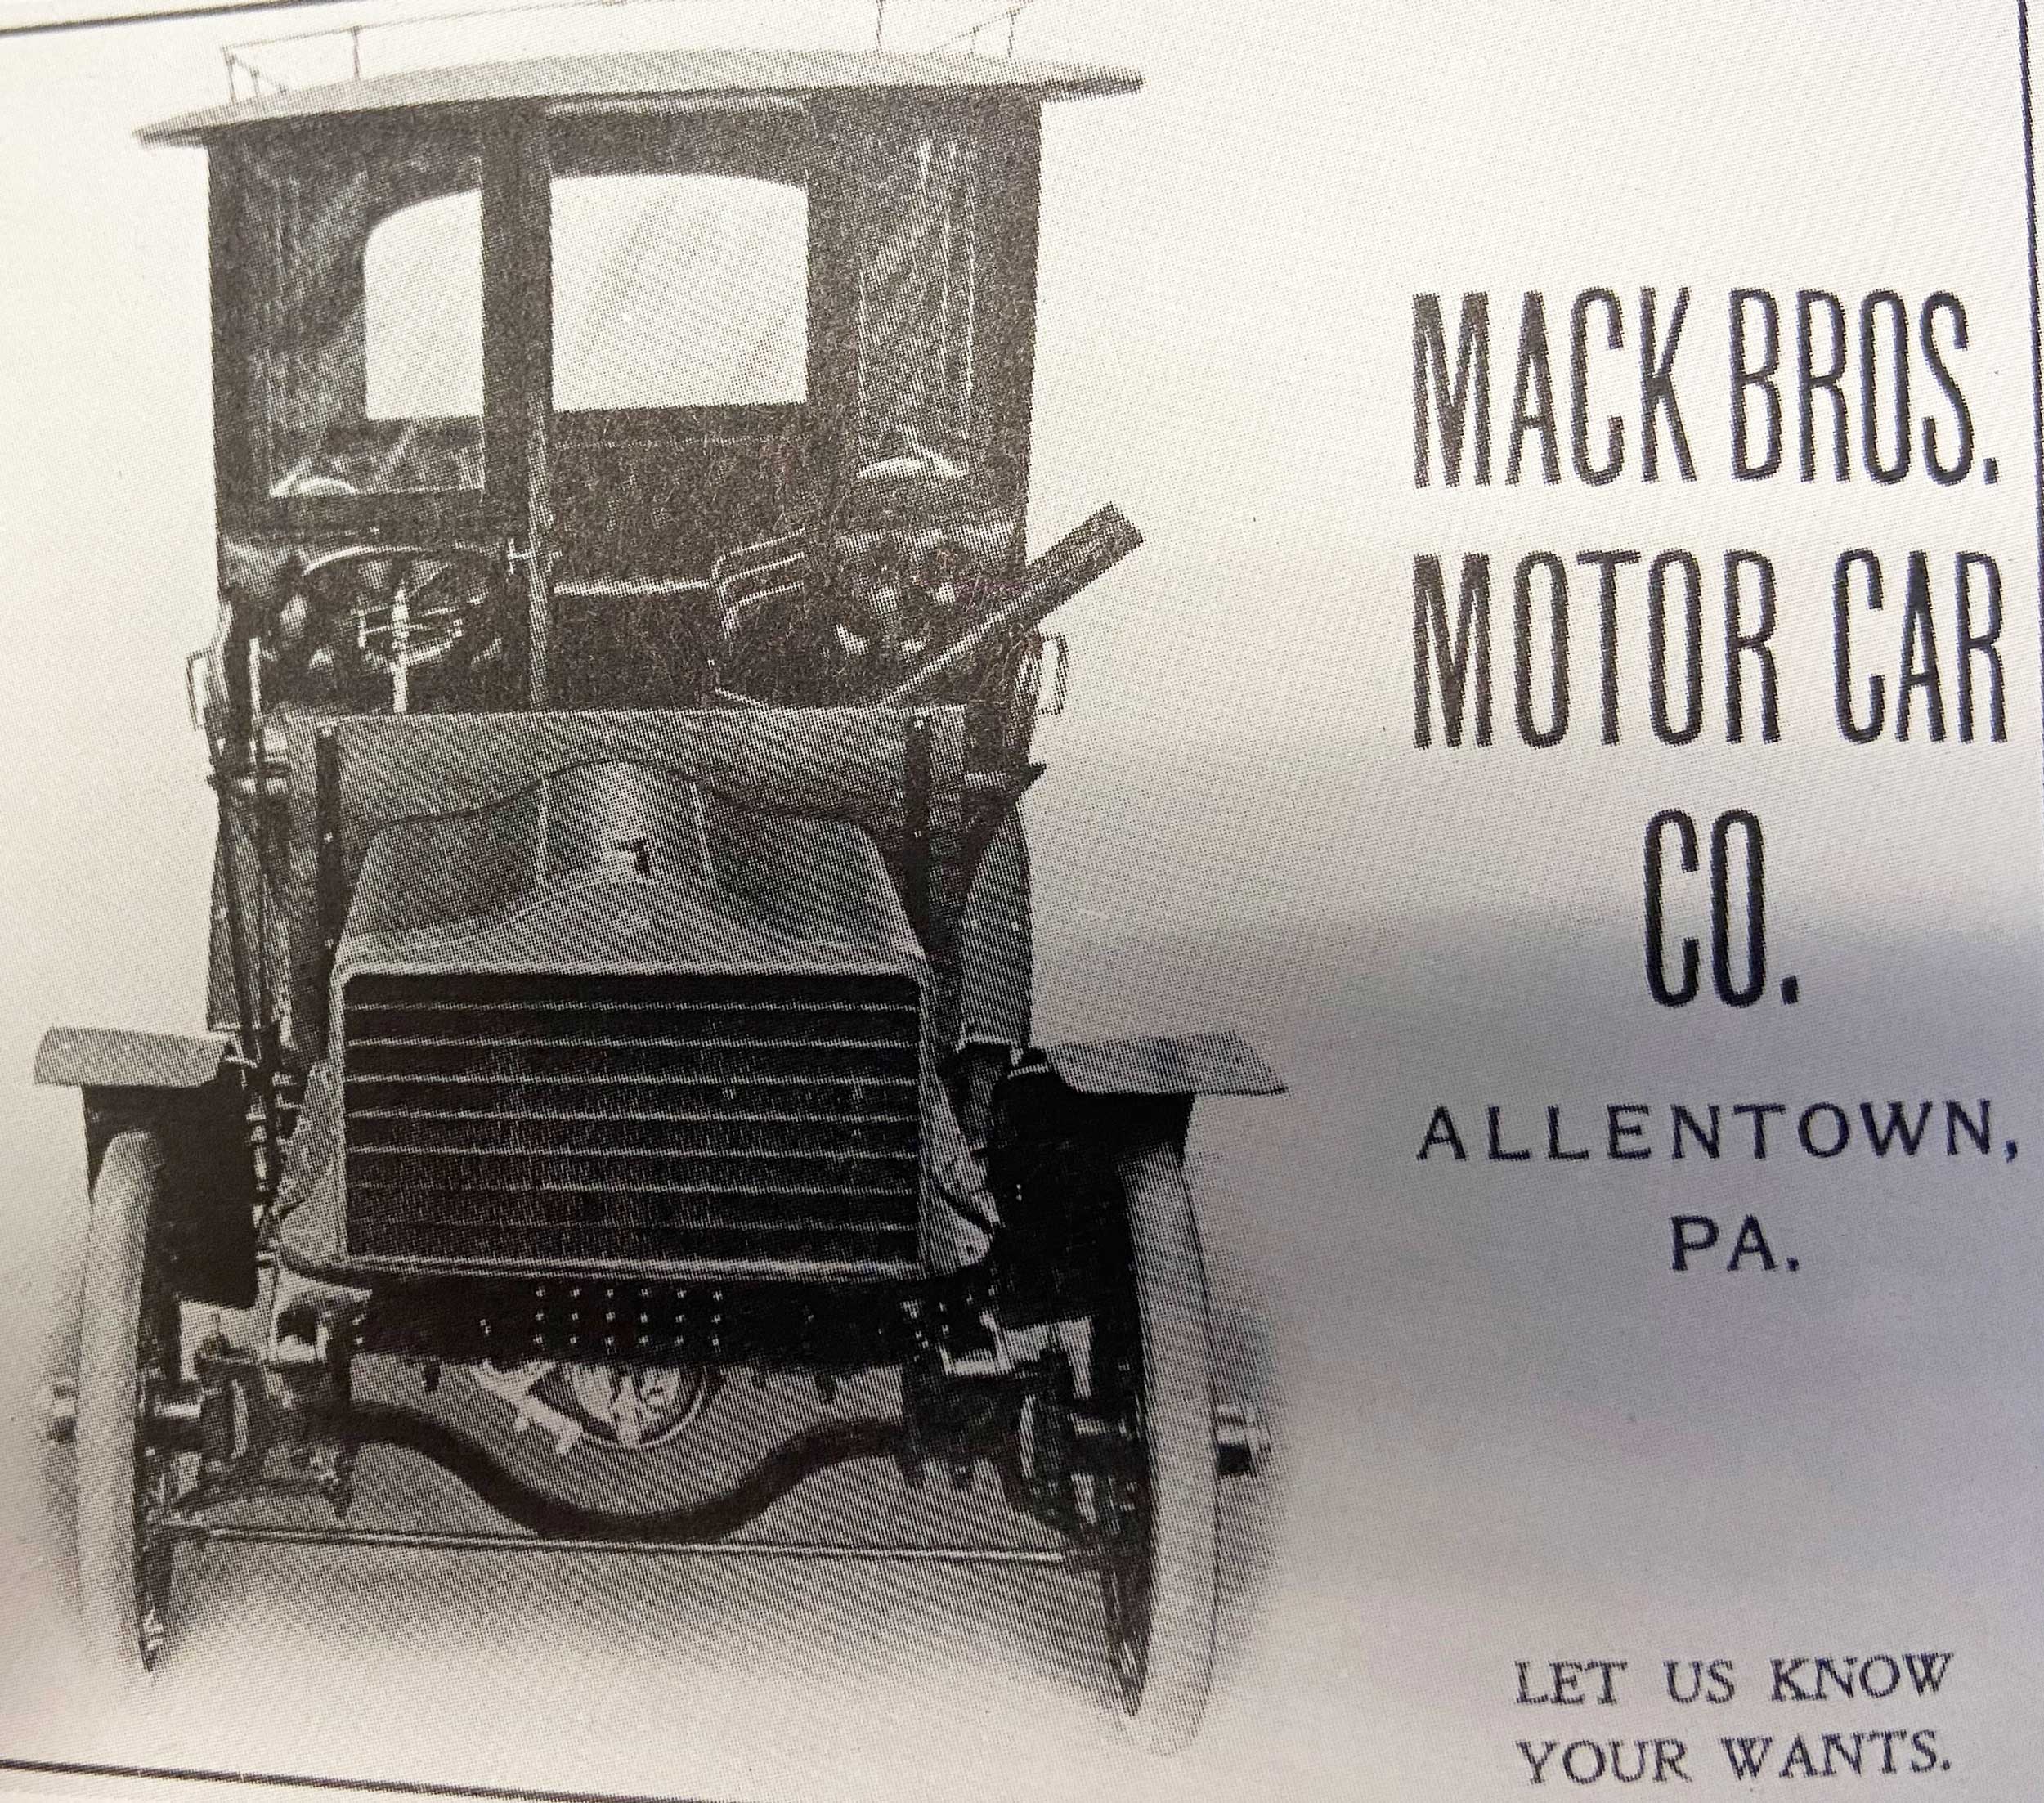 MACK BROS.
MOTOR CAR
CO.
ALLENTOWN,
PA.
LET US KNOW
YOUR WANTS.